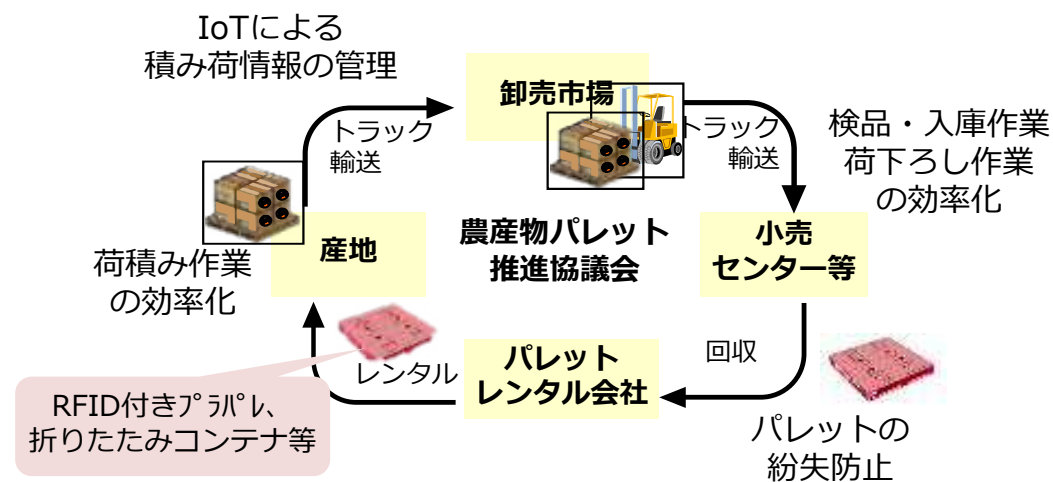 IoTによる
積み荷情報の管理
卸売市場
トラック
輸送
トラック
輸送
検品・入庫作業
荷下ろし作業
の効率化
荷積み作業
の効率化
産地
農産物パレット
推進協議会
小売
センター等
レンタル
パレット
レンタル会社
回収
RFID付きﾌﾟﾗﾊﾟﾚ、
折りたたみコンテナ等
パレットの
紛失防止